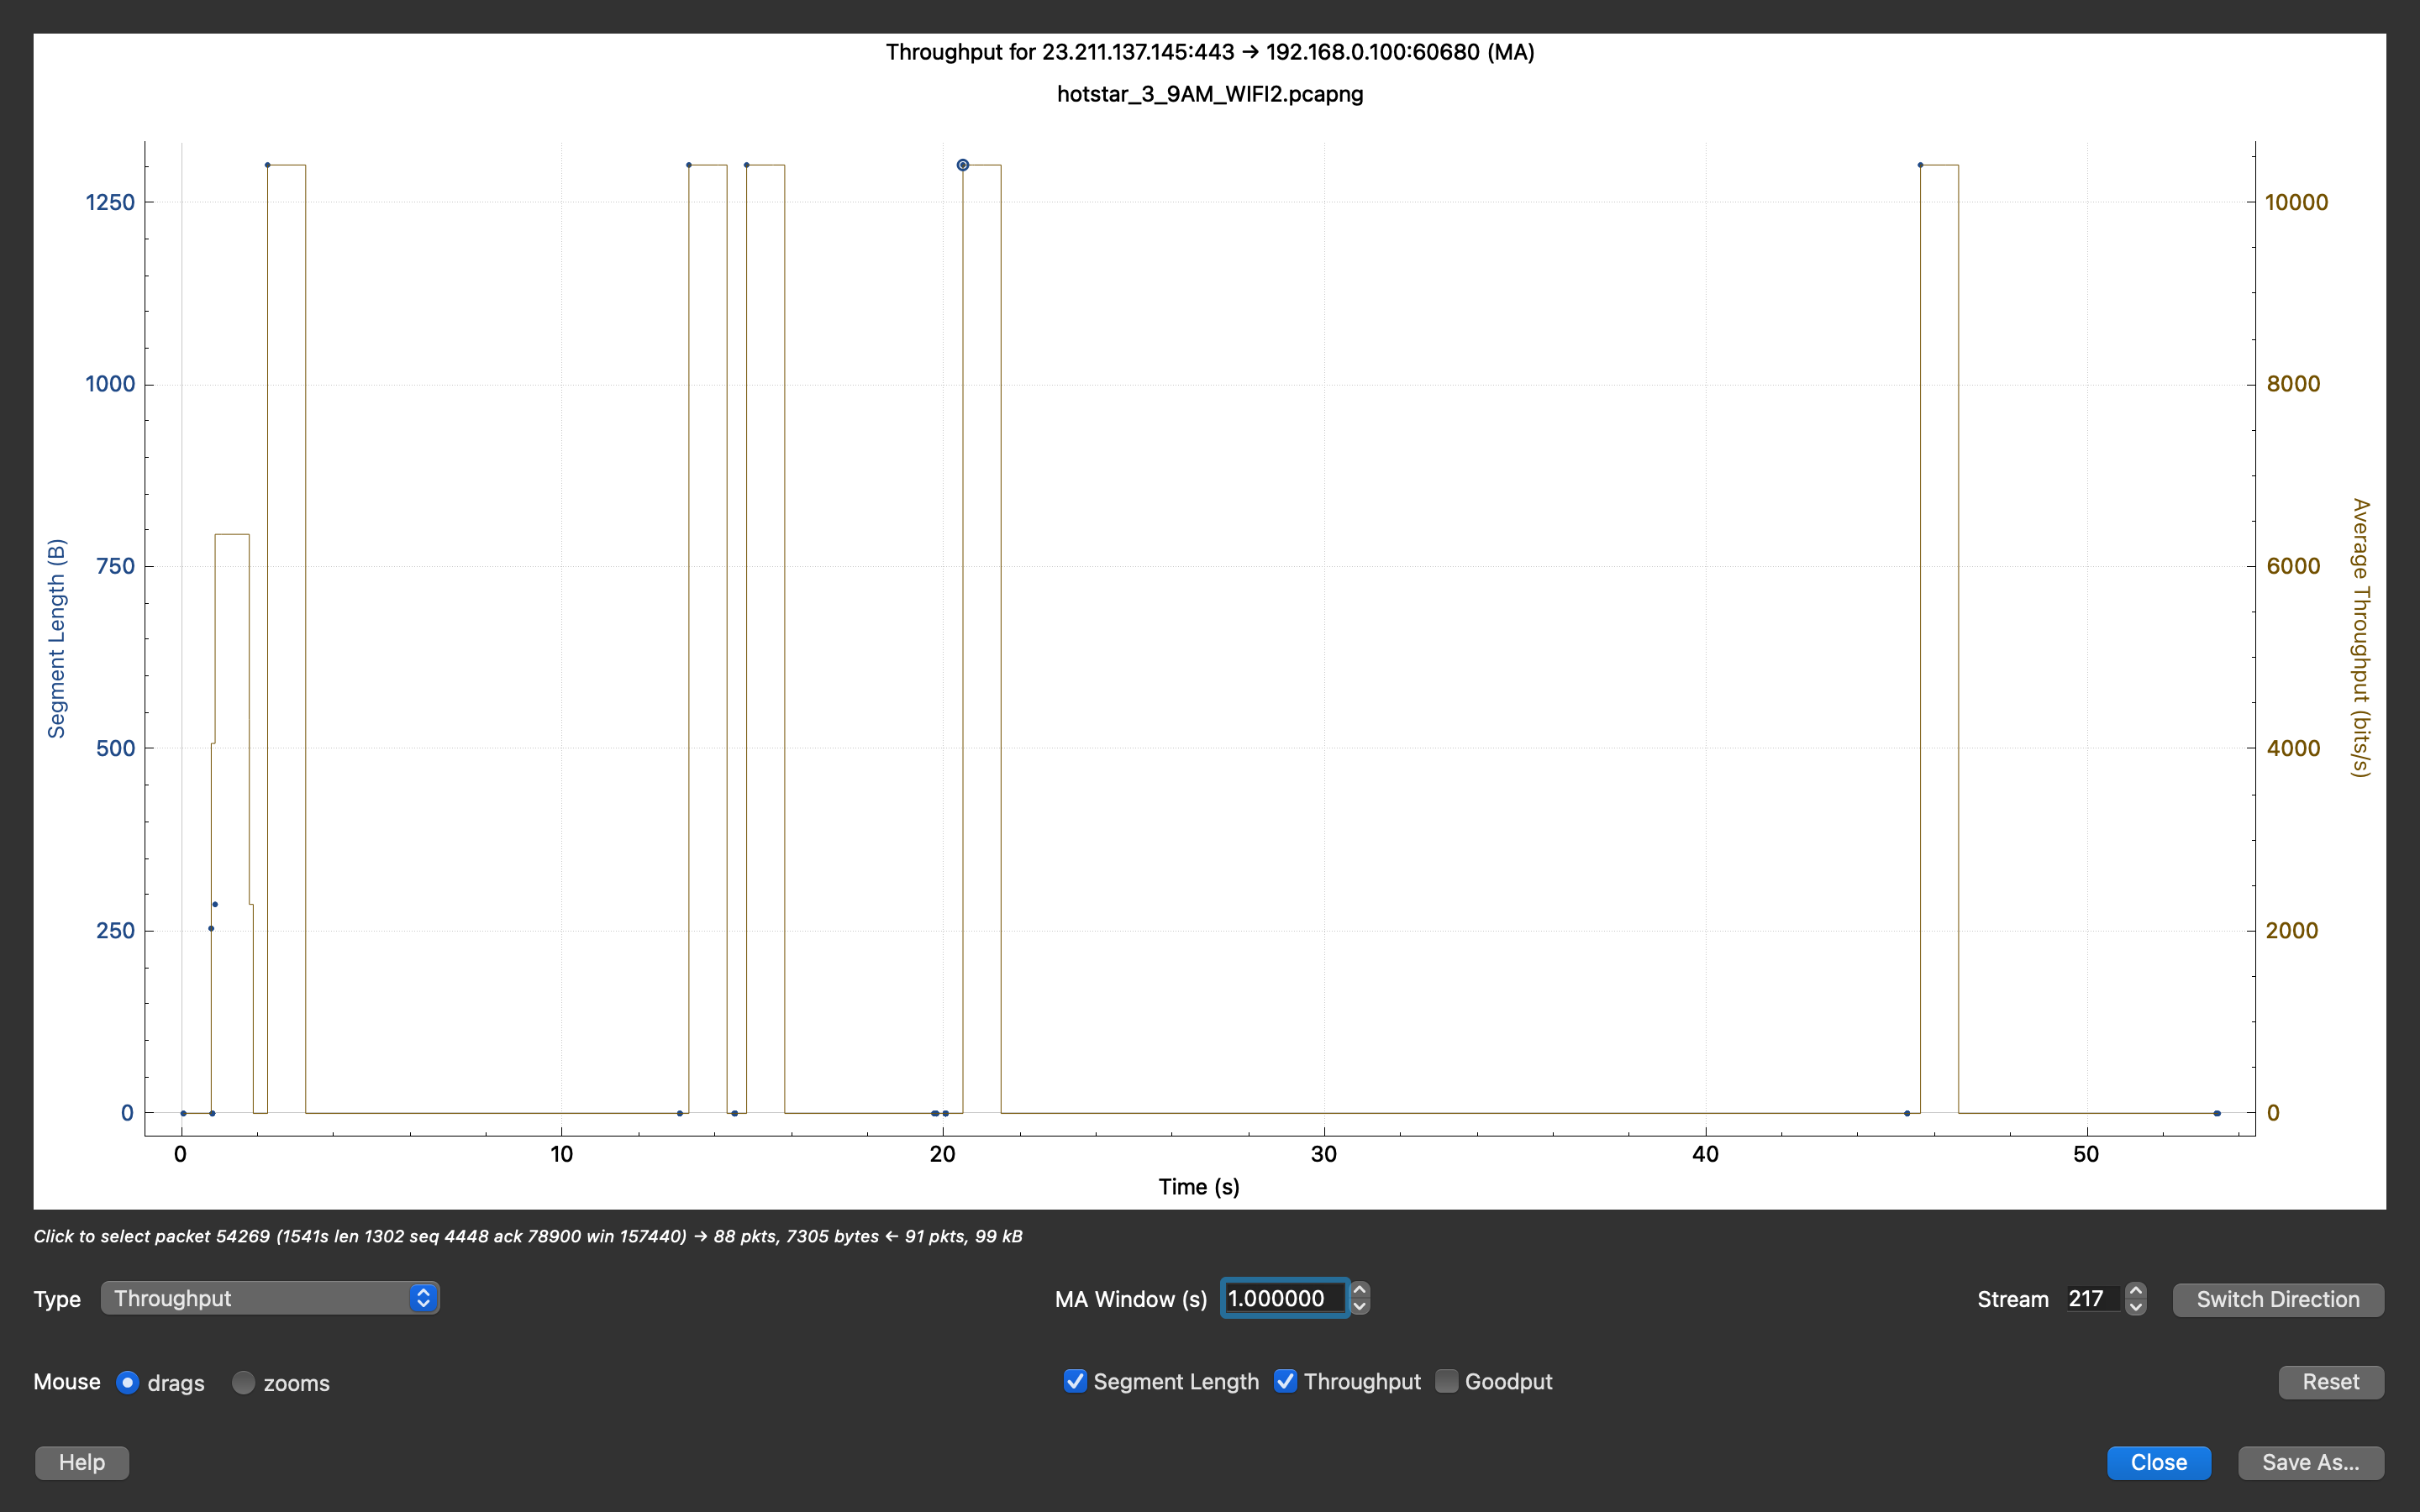 Throughput for 23.211.137.145:443 → 192.168.0.100:60680 (MA)
hotstar_3_9AM_WIFI2.pcapng
Segment Length (B)
1250
1000
750
500
250
0
Average Throughput (bits/s)
10000
8000
6000
4000
2000
0
0 10 20 30 40 50
Time (s)
Click to select packet 54269 (1541s len 1302 seq 4448 ack 78900 win 157440) → 88 pkts, 7305 bytes ← 91 pkts, 99 kB
Type Throughput MA Window (s) 1.000000 Stream 217 Switch Direction
Mouse drags zooms Segment Length Throughput Goodput Reset
Help Close Save As...